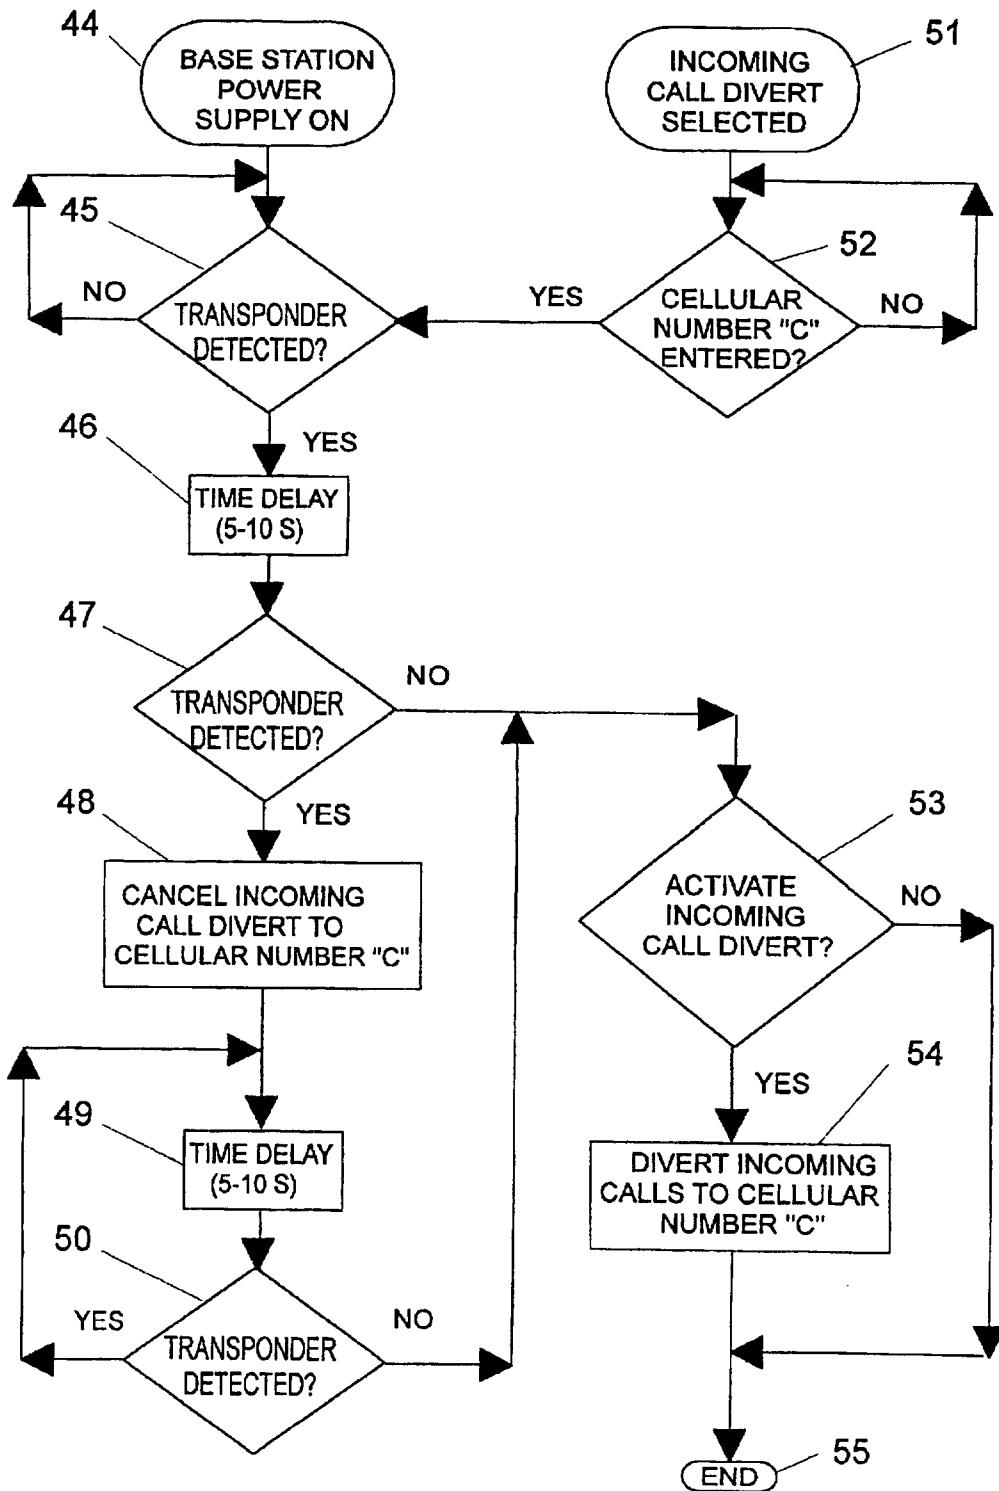 44
BASE STATION
POWER
SUPPLY ON
51
INCOMING
CALL DIVERT
SELECTED
45
NO
TRANSPONDER
DETECTED?
YES
52
CELLULAR
NUMBER "C"
ENTERED?
NO
46
YES
TIME DELAY
(5-10 S)
47
TRANSPONDER
DETECTED?
NO
48
YES
CANCEL INCOMING
CALL DIVERT TO
CELLULAR NUMBER "C"
53
ACTIVATE
INCOMING
CALL DIVERT?
NO
49
TIME DELAY
(5-10 S)
YES
54
DIVERT INCOMING
CALLS TO CELLULAR
NUMBER "C"
50
YES
TRANSPONDER
DETECTED?
NO
END
55